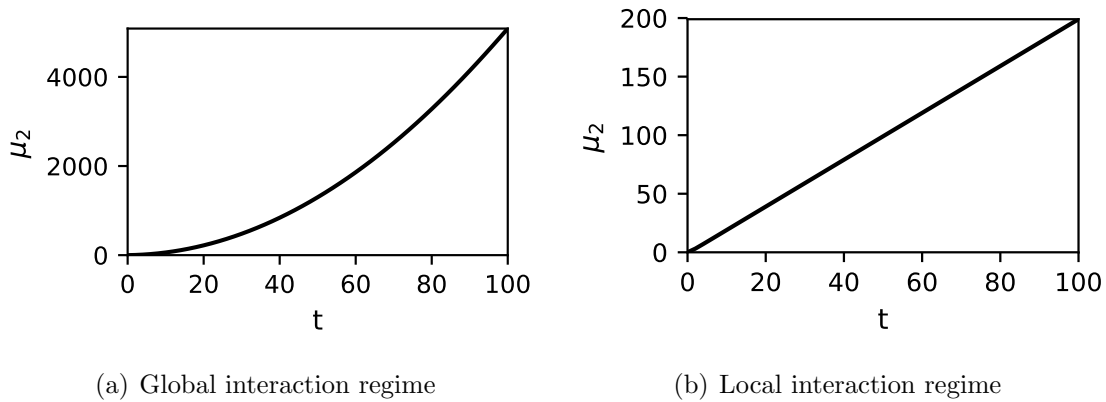 4000
2000
0
μ₂
0 20 40 60 80 100
t
(a) Global interaction regime
200
150
100
50
0
μ₂
0 20 40 60 80 100
t
(b) Local interaction regime